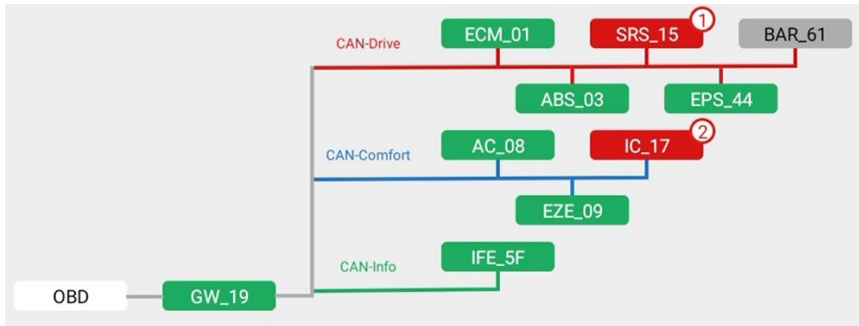 CAN-Drive
ECM_01
SRS_15
1
BAR_61
ABS_03
EPS_44
CAN-Comfort
AC_08
IC_17
2
EZE_09
CAN-Info
IFE_5F
OBD
GW_19